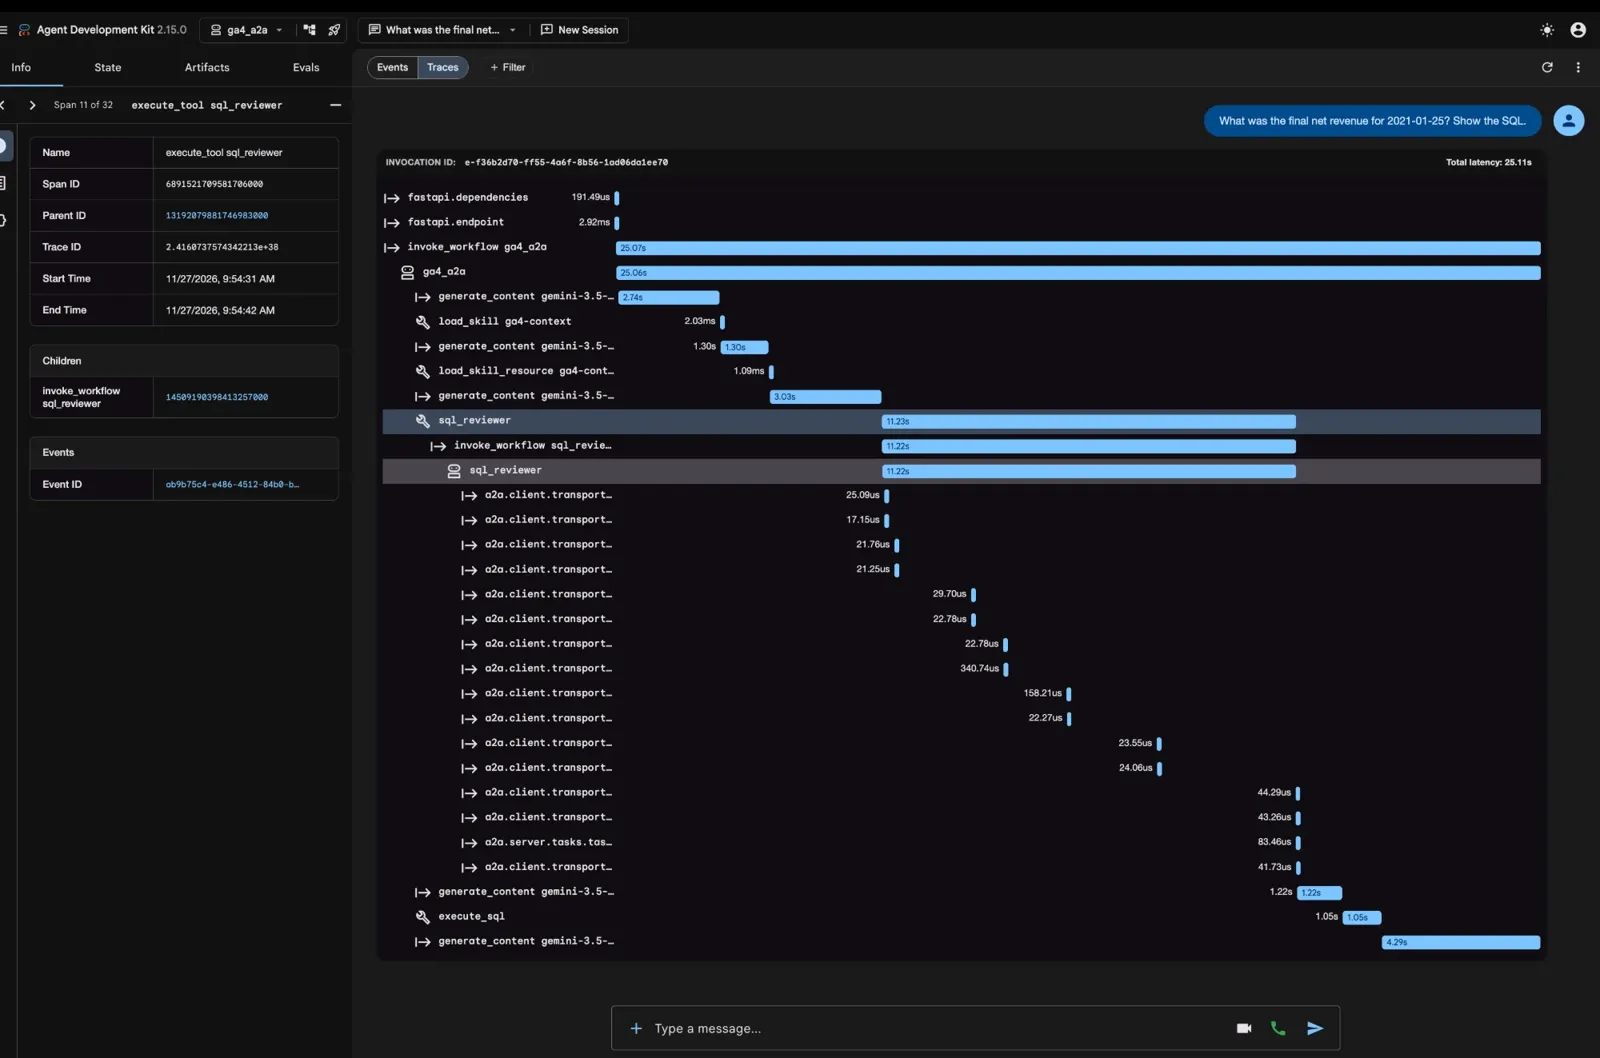 Agent Development Kit 2.15.0
ga4_a2a
What was the final net...
New Session
Info
State
Artifacts
Evals
Events
Traces
+ Filter
Span 11 of 32
execute_tool sql_reviewer
Name
execute_tool sql_reviewer
Span ID
6891521709581706000
Parent ID
13192079881746983000
Trace ID
2.4160737574342213e+38
Start Time
11/27/2026, 9:54:31 AM
End Time
11/27/2026, 9:54:42 AM
Children
invoke_workflow
sql_reviewer
14509190398413257000
Events
Event ID
ab9b75c4-e486-4512-84b0-b…
What was the final net revenue for 2021-01-25? Show the SQL.
INVOCATION ID: e-f36b2d70-ff55-4a6f-8b56-1ad06da1ee70
Total latency: 25.11s
fastapi.dependencies 191.49us
fastapi.endpoint 2.92ms
invoke_workflow ga4_a2a 25.07s
ga4_a2a 25.06s
generate_content gemini-3.5-… 2.74s
load_skill ga4-context 2.03ms
generate_content gemini-3.5-… 1.30s 1.30s
load_skill_resource ga4-cont… 1.09ms
generate_content gemini-3.5-… 3.03s
sql_reviewer 11.23s
invoke_workflow sql_revie… 11.22s
sql_reviewer 11.22s
a2a.client.transport… 25.09us
a2a.client.transport… 17.15us
a2a.client.transport… 21.76us
a2a.client.transport… 21.25us
a2a.client.transport… 29.70us
a2a.client.transport… 22.78us
a2a.client.transport… 22.78us
a2a.client.transport… 340.74us
a2a.client.transport… 158.21us
a2a.client.transport… 22.27us
a2a.client.transport… 23.55us
a2a.client.transport… 24.06us
a2a.client.transport… 44.29us
a2a.client.transport… 43.26us
a2a.server.tasks.tas… 83.46us
a2a.client.transport… 41.73us
generate_content gemini-3.5-… 1.22s 1.22s
execute_sql 1.05s 1.05s
generate_content gemini-3.5-… 4.29s
Type a message...